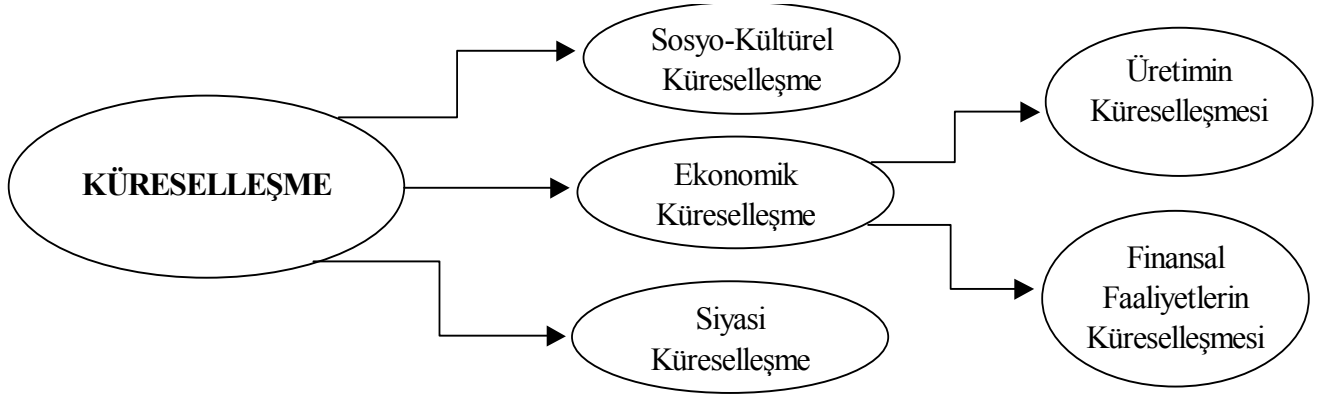 KÜRESELLEŞME
Sosyo-Kültürel
Küreselleşme
Ekonomik
Küreselleşme
Siyasi
Küreselleşme
Üretimin
Küreselleşmesi
Finansal
Faaliyetlerin
Küreselleşmesi